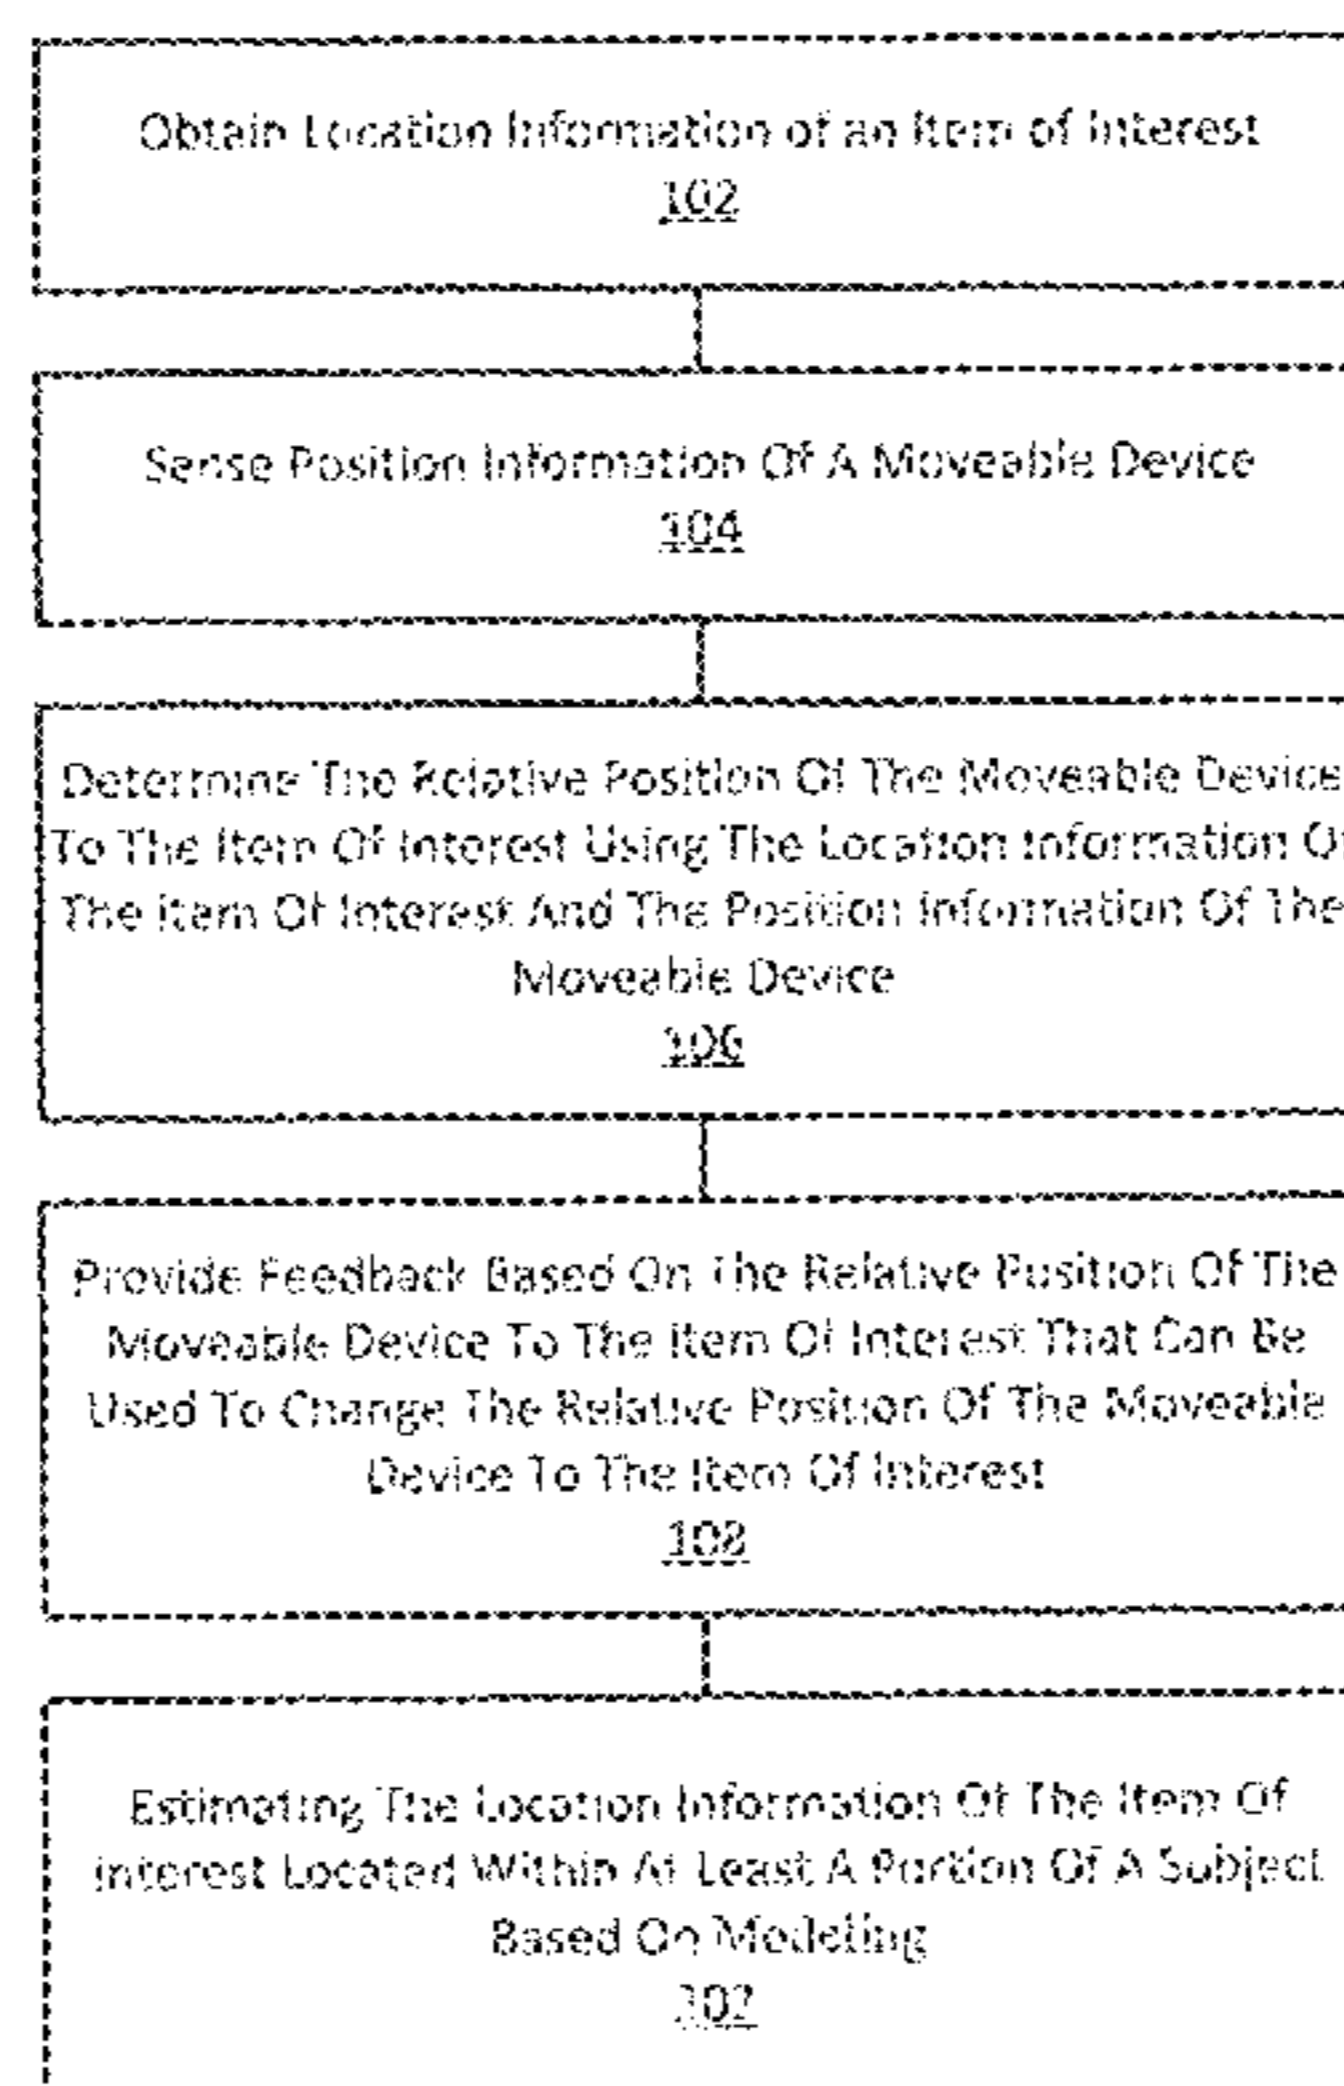 Obtain Location Information of an Item of Interest
102
Sense Position Information Of A Moveable Device
104
Determine The Relative Position Of The Moveable Device
To The Item Of Interest Using The Location Information Of
The Item Of Interest And The Position Information Of The
Moveable Device
106
Provide Feedback Based On The Relative Position Of The
Moveable Device To The Item Of Interest That Can Be
Used To Change The Relative Position Of The Moveable
Device To The Item Of Interest
108
Estimating The Location Information Of The Item Of
Interest Located Within At Least A Portion Of A Subject
Based On Modeling
302